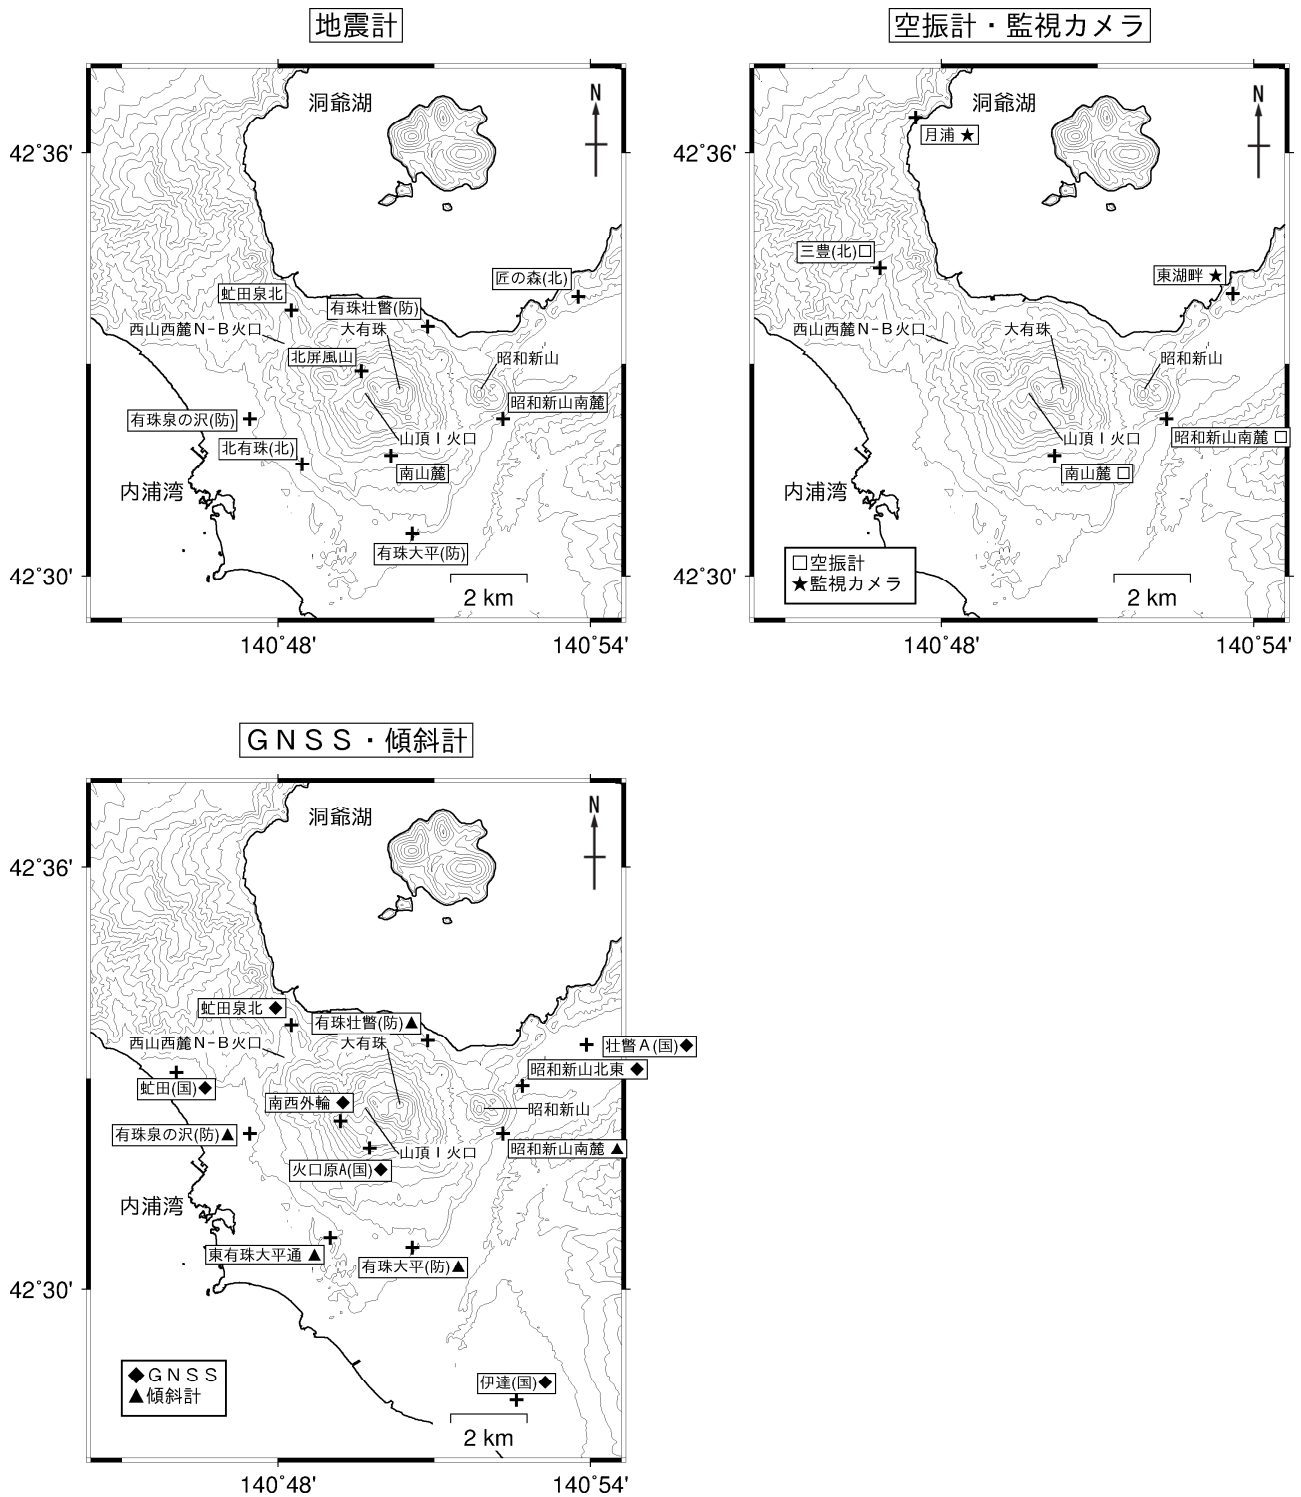 地震計
洞爺湖
N
42°36'
匠の森(北)
虻田泉北
有珠壮瞥(防)
西山西麓N-B火口
大有珠
北屏風山
昭和新山
昭和新山南麓
有珠泉の沢(防)
北有珠(北)
山頂Ｉ火口
南山麓
内浦湾
有珠大平(防)
42°30'
2 km
140°48'
140°54'
空振計・監視カメラ
洞爺湖
N
月浦 ★
42°36'
三豊(北)□
東湖畔 ★
西山西麓N-B火口
大有珠
昭和新山
山頂Ｉ火口
昭和新山南麓 □
南山麓 □
内浦湾
□空振計
★監視カメラ
42°30'
2 km
140°48'
140°54'
ＧＮＳＳ・傾斜計
洞爺湖
N
42°36'
虻田泉北 ◆
有珠壮瞥(防)▲
西山西麓N-B火口
大有珠
壮瞥Ａ(国)◆
昭和新山北東 ◆
虻田(国)◆
南西外輪 ◆
昭和新山
有珠泉の沢(防)▲
昭和新山南麓 ▲
山頂Ｉ火口
火口原A(国)◆
内浦湾
東有珠大平通 ▲
有珠大平(防)▲
42°30'
◆ＧＮＳＳ
▲傾斜計
伊達(国)◆
2 km
140°48'
140°54'